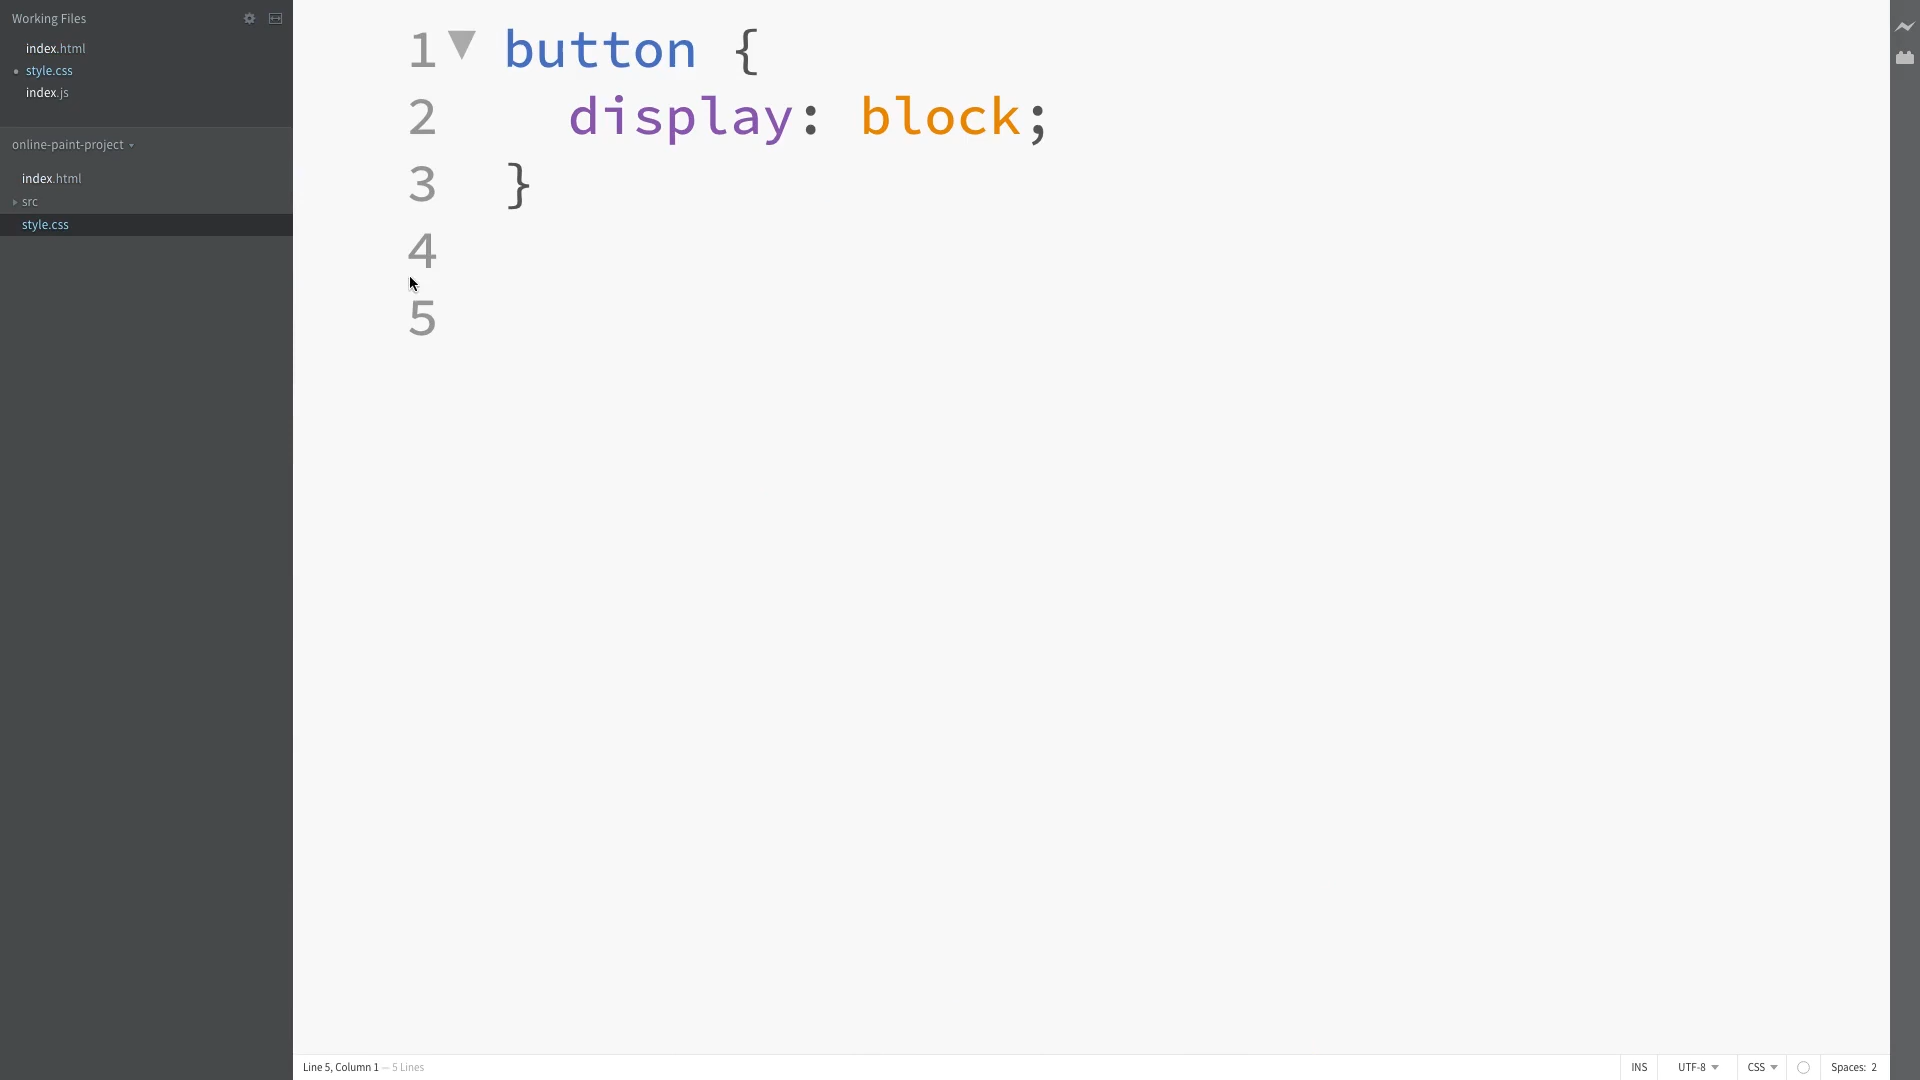 Working Files
index.html
style.css
index.js
online-paint-project
index.html
src
style.css
1 button {
2 display: block;
3 }
4
5
Line 5, Column 1 — 5 Lines
INS
UTF-8
CSS
Spaces: 2